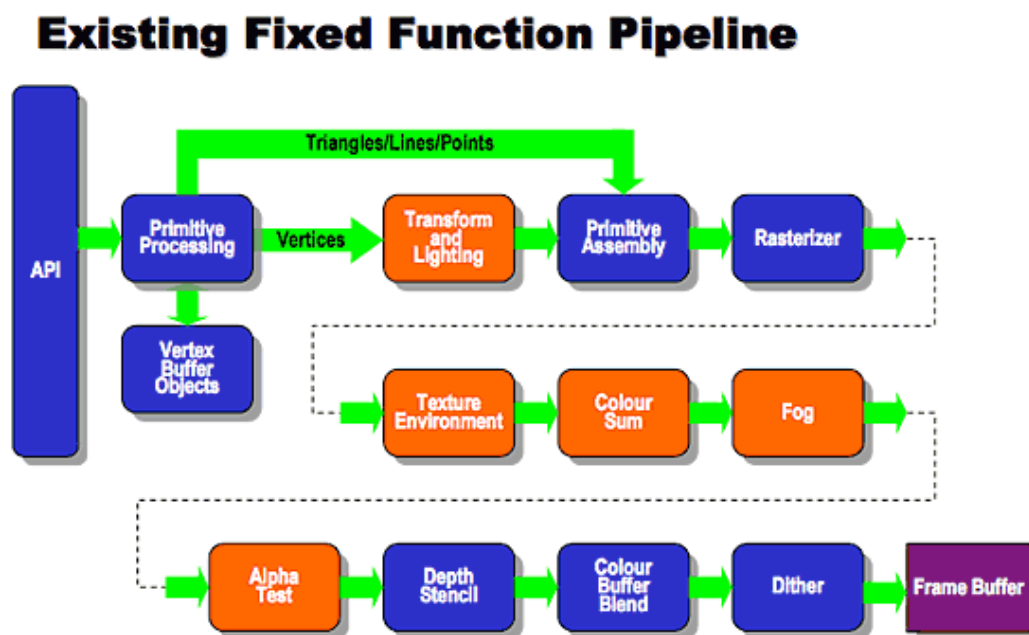 Existing Fixed Function Pipeline
Triangles/Lines/Points
API
Primitive
Processing
Vertices
Transform
and
Lighting
Primitive
Assembly
Rasterizer
Vertex
Buffer
Objects
Texture
Environment
Colour
Sum
Fog
Alpha
Test
Depth
Stencil
Colour
Buffer
Blend
Dither
Frame Buffer